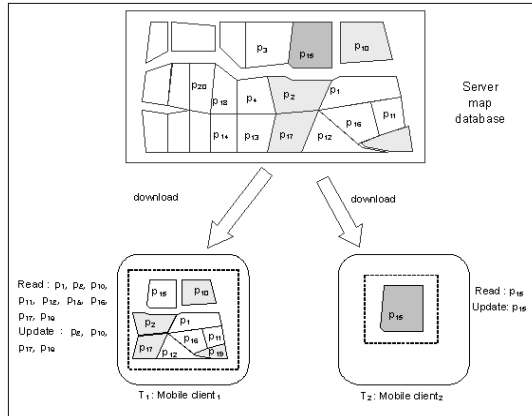 p3
p15
p10
p20
p18
p4
p2
p1
p16
p11
p14
p13
p17
p12
Server
map
database
download
download
Read : p1, p2, p10,
p11, p12, p15, p16,
p17, p19
Update : p2, p10,
p17, p19
p15
p10
p2
p1
p16
p11
p17
p12
p19
T1: Mobile client1
p15
Read : p15
Update: p15
T2: Mobile client2